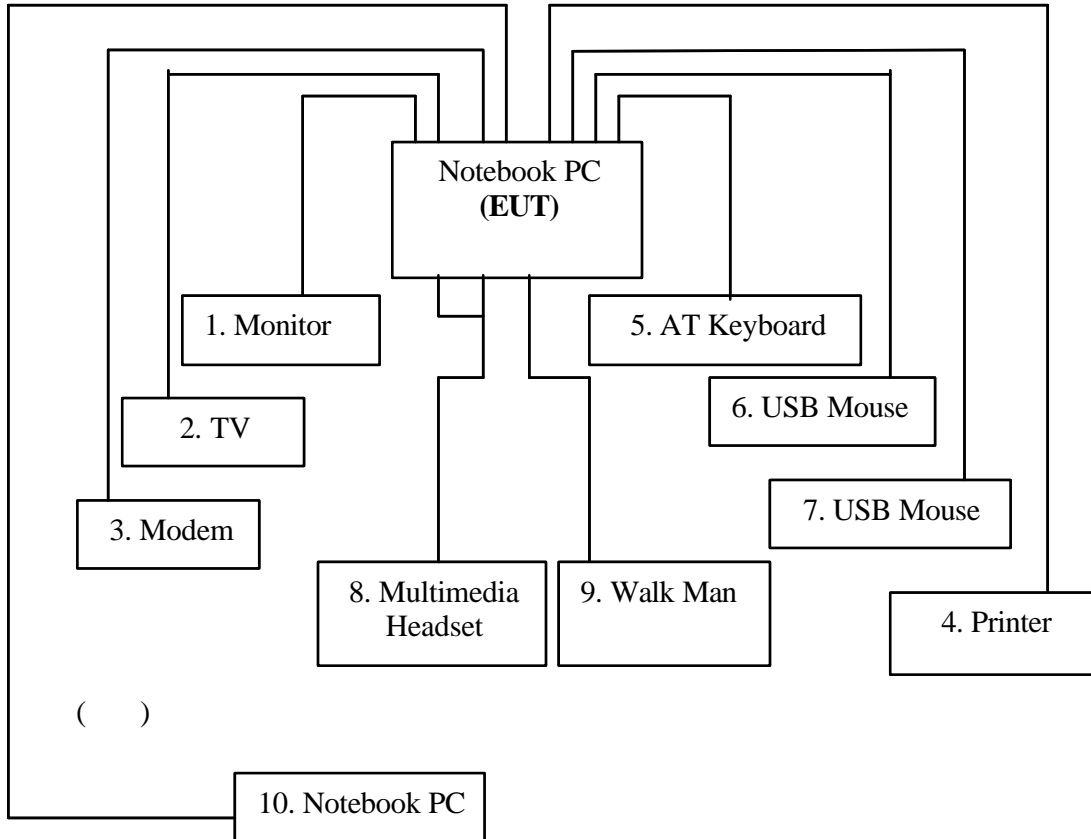 Notebook PC
(EUT)
1. Monitor
5. AT Keyboard
2. TV
6. USB Mouse
3. Modem
7. USB Mouse
8. Multimedia
Headset
9. Walk Man
4. Printer
( )
10. Notebook PC